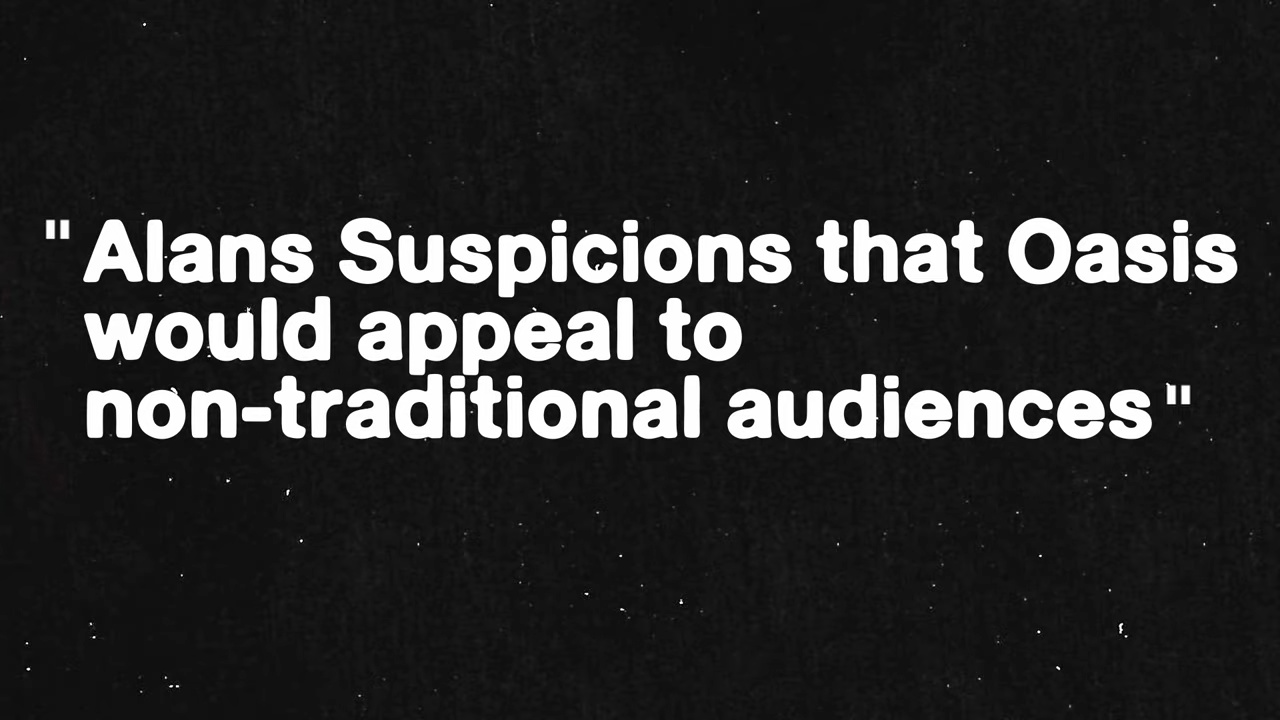 " Alans Suspicions that Oasis
would appeal to
non-traditional audiences "